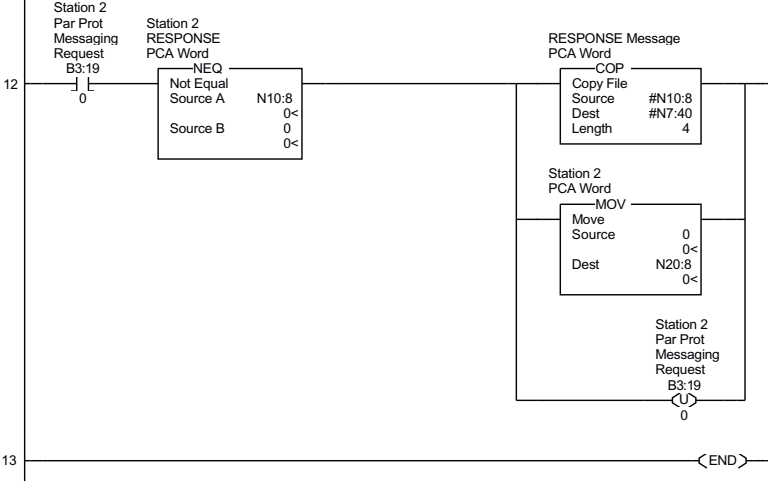 Station 2
Par Prot
Messaging
Request
B3:19
0
Station 2
RESPONSE
PCA Word
NEQ
Not Equal
Source A N10:8
0<
Source B 0
0<
RESPONSE Message
PCA Word
COP
Copy File
Source #N10:8
Dest #N7:40
Length 4
12
Station 2
PCA Word
MOV
Move
Source 0
0<
Dest N20:8
0<
Station 2
Par Prot
Messaging
Request
B3:19
U
0
13
END